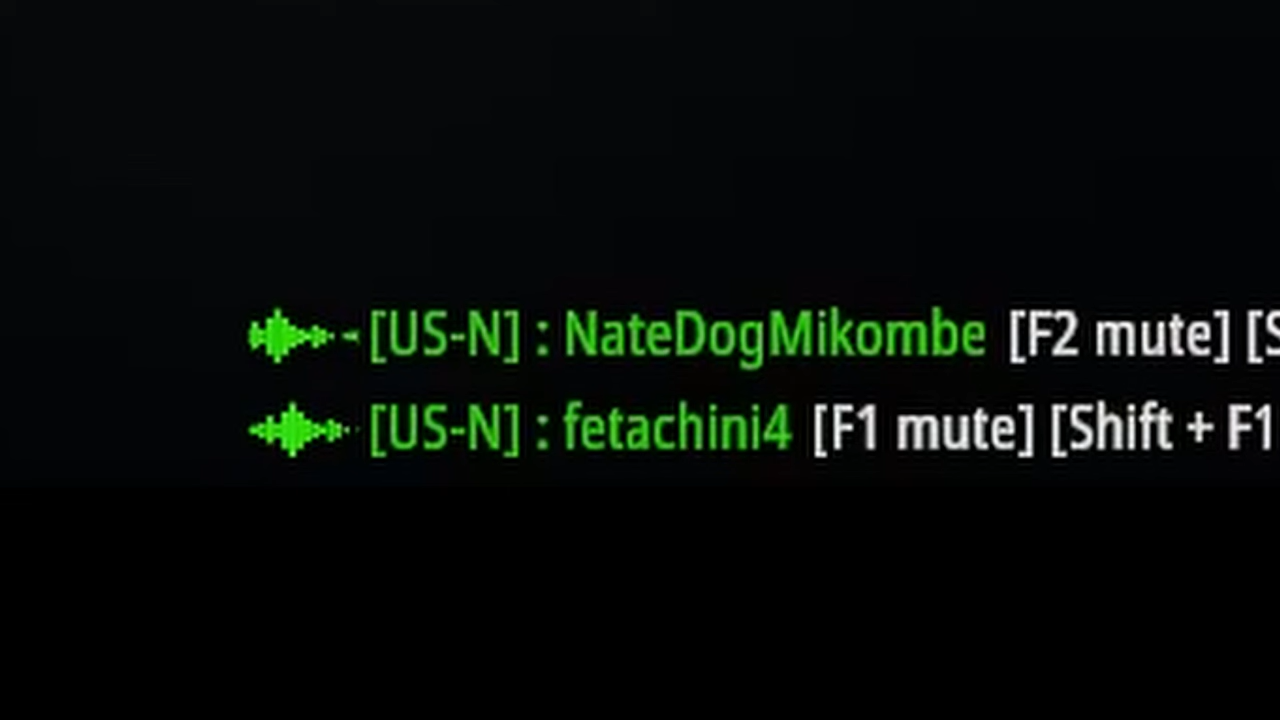 [US-N] : NateDogMikombe [F2 mute] [S
[US-N] : fetachini4 [F1 mute] [Shift + F1